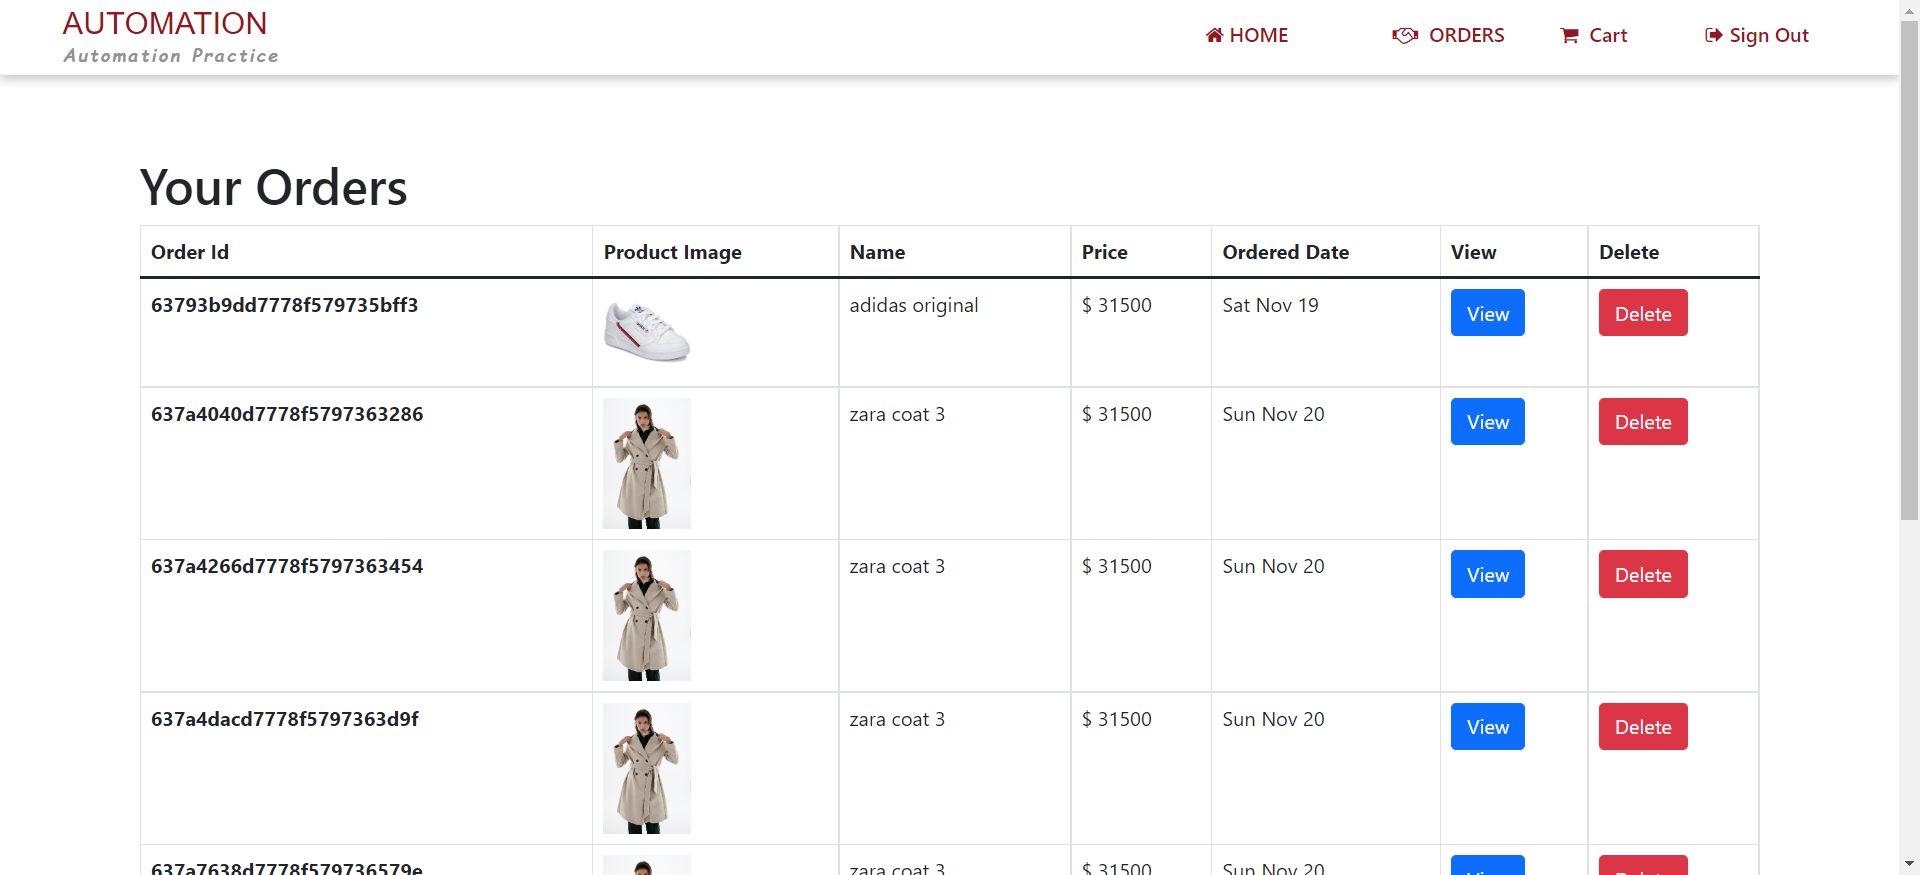 AUTOMATION
Automation Practice
HOME
ORDERS
Cart
Sign Out
Your Orders
Order Id Product Image Name Price Ordered Date View Delete
63793b9dd7778f579735bff3 adidas original $ 31500 Sat Nov 19 View Delete
637a4040d7778f5797363286 zara coat 3 $ 31500 Sun Nov 20 View Delete
637a4266d7778f5797363454 zara coat 3 $ 31500 Sun Nov 20 View Delete
637a4dacd7778f5797363d9f zara coat 3 $ 31500 Sun Nov 20 View Delete
637a7638d7778f579736579e zara coat 3 $ 31500 Sun Nov 20 View Delete